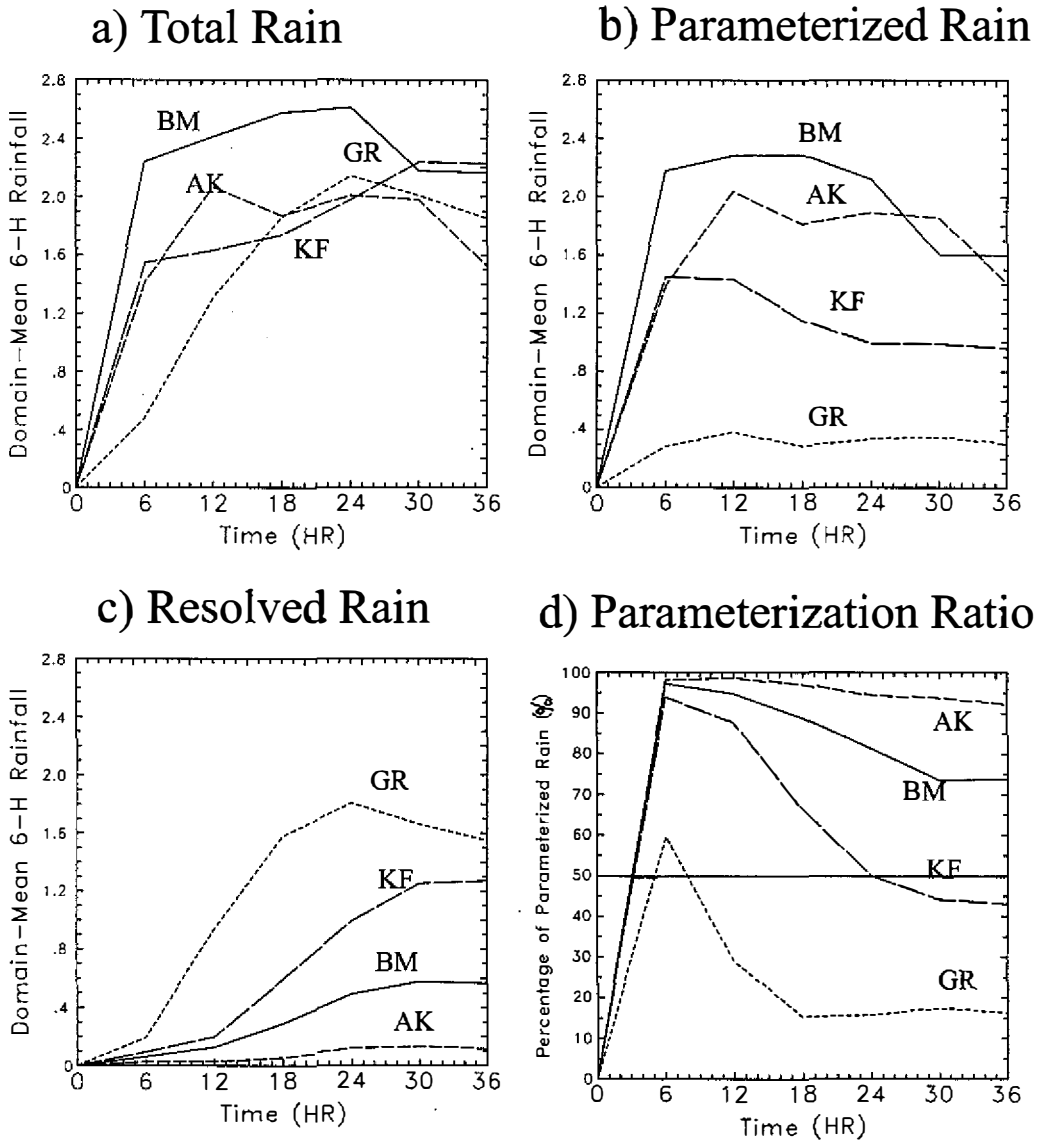 a) Total Rain
2.8
2.4
2.0
1.6
1.2
.8
.4
0
Domain-Mean 6-H Rainfall
BM
GR
AK
KF
0 6 12 18 24 30 36
Time (HR)
b) Parameterized Rain
2.8
2.4
2.0
1.6
1.2
.8
.4
0
Domain-Mean 6-H Rainfall
BM
AK
KF
GR
0 6 12 18 24 30 36
Time (HR)
c) Resolved Rain
2.8
2.4
2.0
1.6
1.2
.8
.4
0
Domain-Mean 6-H Rainfall
GR
KF
BM
AK
0 6 12 18 24 30 36
Time (HR)
d) Parameterization Ratio
100
90
80
70
60
50
40
30
20
10
0
Percentage of Parameterized Rain (%)
AK
BM
KF
GR
0 6 12 18 24 30 36
Time (HR)